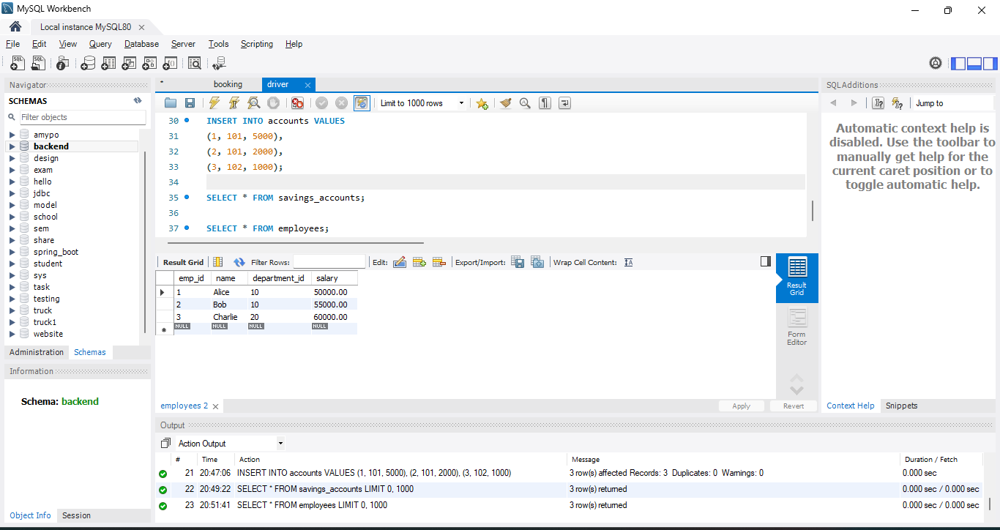 MySQL Workbench
Local instance MySQL80
File Edit View Query Database Server Tools Scripting Help
Navigator
SCHEMAS
Filter objects
amypo
backend
design
exam
hello
jdbc
model
school
sem
share
spring_boot
student
sys
task
testing
truck
truck1
website
Administration Schemas
Information
Schema: backend
Object Info Session
booking driver
Limit to 1000 rows
30 INSERT INTO accounts VALUES
31 (1, 101, 5000),
32 (2, 101, 2000),
33 (3, 102, 1000);
34
35 SELECT * FROM savings_accounts;
36
37 SELECT * FROM employees;
Result Grid Filter Rows: Edit: Export/Import: Wrap Cell Content:
emp_id name department_id salary
1 Alice 10 50000.00
2 Bob 10 55000.00
3 Charlie 20 60000.00
NULL NULL NULL NULL
Result Grid
Form Editor
employees 2 Apply Revert
SQLAdditions
Jump to
Automatic context help is
disabled. Use the toolbar to
manually get help for the
current caret position or to
toggle automatic help.
Context Help Snippets
Output
Action Output
# Time Action Message Duration / Fetch
21 20:47:06 INSERT INTO accounts VALUES (1, 101, 5000), (2, 101, 2000), (3, 102, 1000) 3 row(s) affected Records: 3 Duplicates: 0 Warnings: 0 0.000 sec
22 20:49:22 SELECT * FROM savings_accounts LIMIT 0, 1000 3 row(s) returned 0.000 sec / 0.000 sec
23 20:51:41 SELECT * FROM employees LIMIT 0, 1000 3 row(s) returned 0.000 sec / 0.000 sec